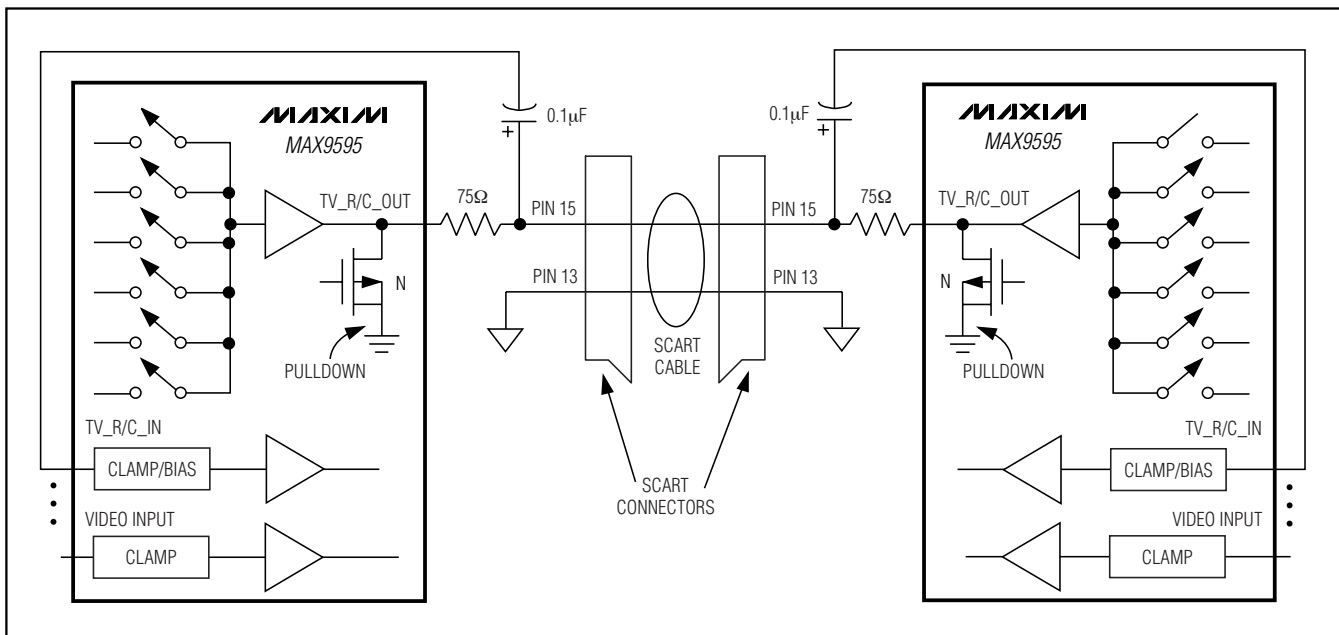 MAXIM
MAX9595
TV_R/C_OUT
75Ω
0.1µF
+
PIN 15
PIN 13
N
PULLDOWN
TV_R/C_IN
CLAMP/BIAS
VIDEO INPUT
CLAMP
SCART
CABLE
SCART
CONNECTORS
0.1µF
+
PIN 15
PIN 13
75Ω
MAXIM
MAX9595
TV_R/C_OUT
N
PULLDOWN
TV_R/C_IN
CLAMP/BIAS
VIDEO INPUT
CLAMP